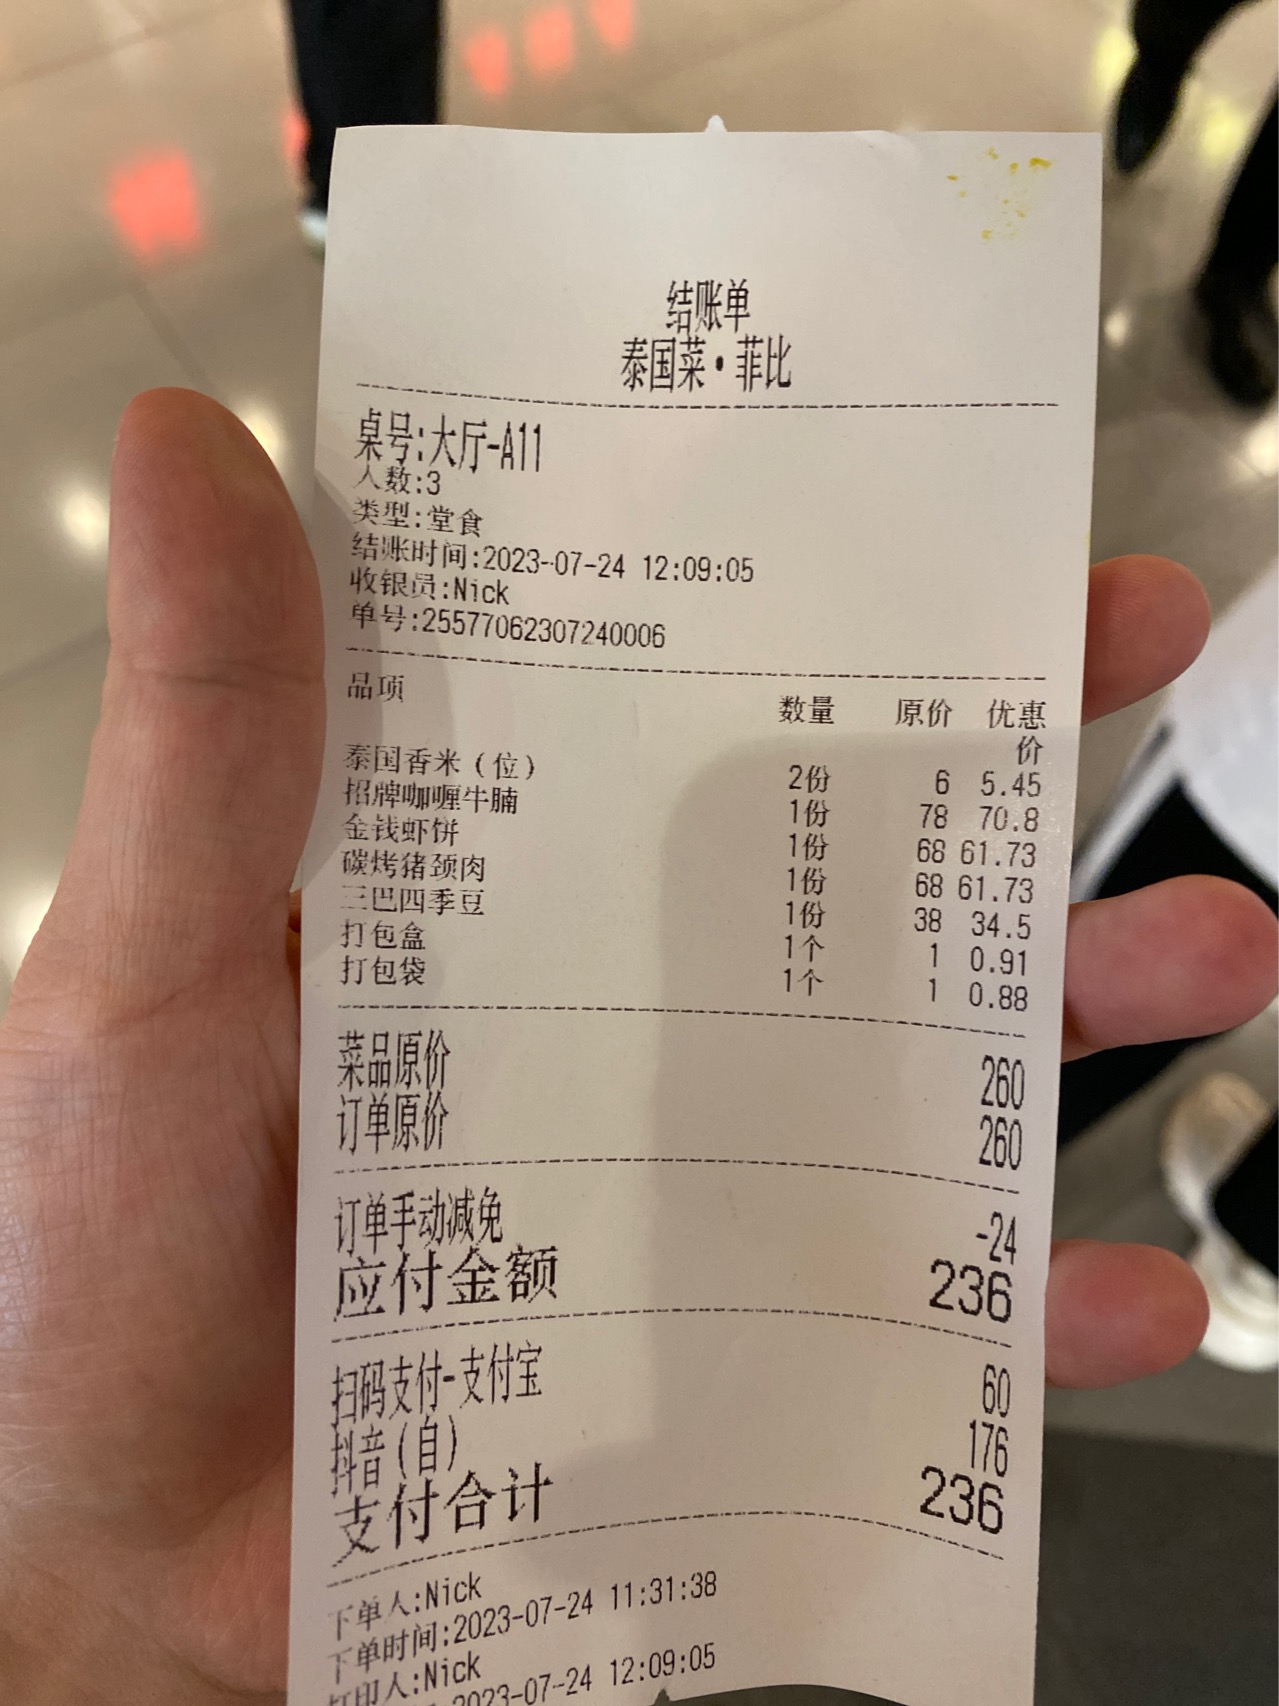 结账单
泰国菜·菲比
桌号:大厅-A11
人数:3
类型:堂食
结账时间:2023-07-24 12:09:05
收银员:Nick
单号:25577062307240006
品项 数量 原价 优惠价
泰国香米(位) 2份 6 5.45
招牌咖喱牛腩 1份 78 70.8
金钱虾饼 1份 68 61.73
碳烤猪颈肉 1份 68 61.73
三巴四季豆 1份 38 34.5
打包盒 1个 1 0.91
打包袋 1个 1 0.88
菜品原价 260
订单原价 260
订单手动减免 -24
应付金额 236
扫码支付-支付宝 60
抖音(自) 176
支付合计 236
下单人:Nick
下单时间:2023-07-24 11:31:38
打印人:Nick
2023-07-24 12:09:05